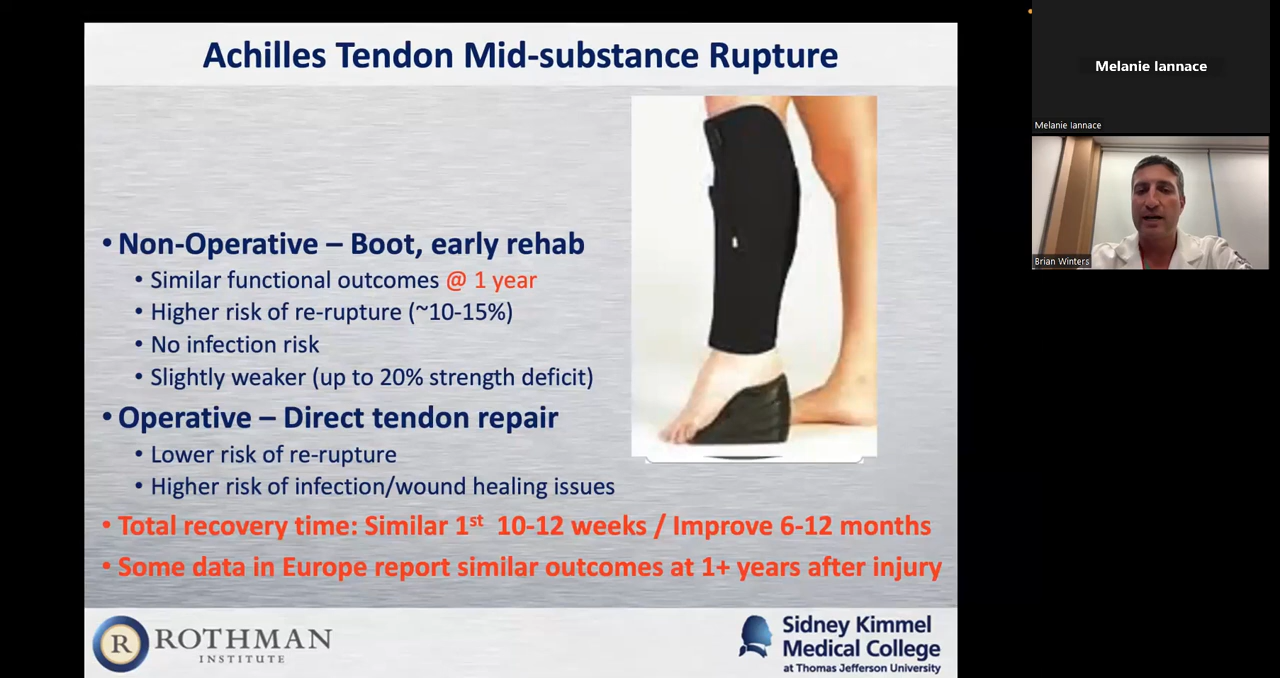 Achilles Tendon Mid-substance Rupture
• Non-Operative – Boot, early rehab
• Similar functional outcomes @ 1 year
• Higher risk of re-rupture (~10-15%)
• No infection risk
• Slightly weaker (up to 20% strength deficit)
• Operative – Direct tendon repair
• Lower risk of re-rupture
• Higher risk of infection/wound healing issues
• Total recovery time: Similar 1st 10-12 weeks / Improve 6-12 months
• Some data in Europe report similar outcomes at 1+ years after injury
R ROTHMAN
INSTITUTE
Sidney Kimmel
Medical College
at Thomas Jefferson University
Melanie Iannace
Melanie Iannace
Brian Winters